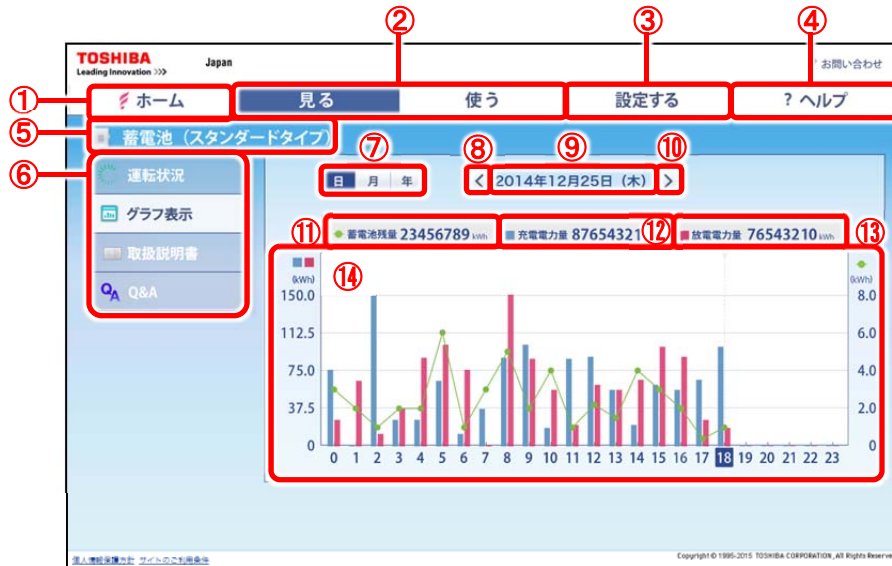 ② ③ ④
TOSHIBA
Leading Innovation >>> Japan お問い合わせ
① ホーム 見る 使う 設定する ? ヘルプ
⑤ 蓄電池（スタンダードタイプ）
⑥ 運転状況
グラフ表示
取扱説明書
Q&A Q&A
⑦ ⑧ ⑨ ⑩
日 月 年 < 2014年12月25日（木） >
⑪ 蓄電池残量 23456789 kWh 充電電力量 87654321 ⑫ 放電電力量 76543210 kWh ⑬
⑭
(kWh) (kWh)
150.0 8.0
112.5 6.0
75.0 4.0
37.5 2.0
0 0
0 1 2 3 4 5 6 7 8 9 10 11 12 13 14 15 16 17 18 19 20 21 22 23
個人情報保護方針 サイトのご利用条件 Copyright © 1995-2015 TOSHIBA CORPORATION, All Rights Reserve